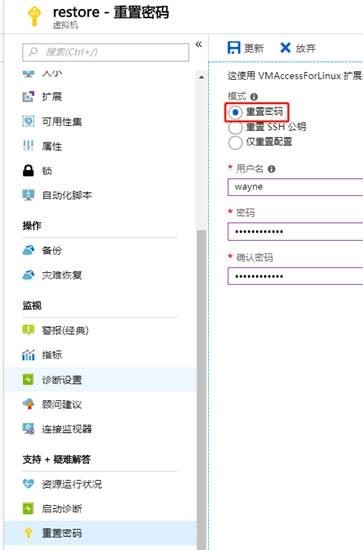 restore - 重置密码
虚拟机
搜索(Ctrl+/)
大小
扩展
可用性集
属性
锁
自动化脚本
操作
备份
灾难恢复
监视
警报(经典)
指标
诊断设置
顾问建议
连接监视器
支持 + 疑难解答
资源运行状况
启动诊断
重置密码
更新
放弃
这使用 VMAccessForLinux 扩展
模式
重置密码
重置 SSH 公钥
仅重置配置
* 用户名
wayne
* 密码
••••••••••••
* 确认密码
••••••••••••